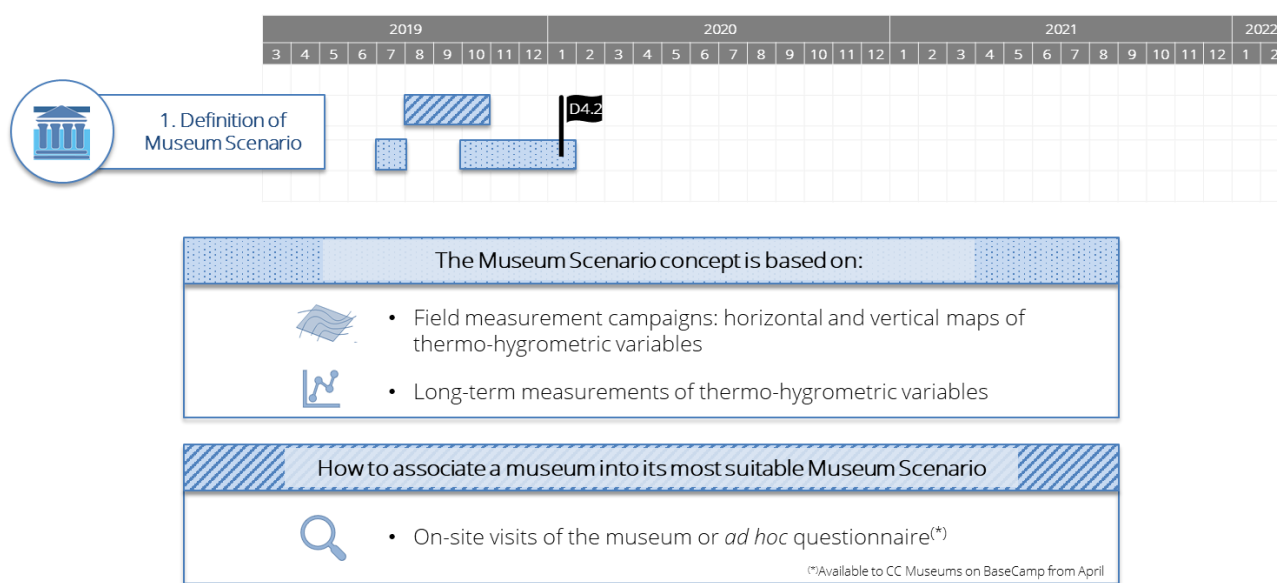 2019 2020 2021 2022
3 4 5 6 7 8 9 10 11 12 1 2 3 4 5 6 7 8 9 10 11 12 1 2 3 4 5 6 7 8 9 10 11 12 1 2
D4.2
1. Definition of
Museum Scenario
The Museum Scenario concept is based on:
• Field measurement campaigns: horizontal and vertical maps of
thermo-hygrometric variables
• Long-term measurements of thermo-hygrometric variables
How to associate a museum into its most suitable Museum Scenario
• On-site visits of the museum or ad hoc questionnaire(*)
(*)Available to CC Museums on BaseCamp from April